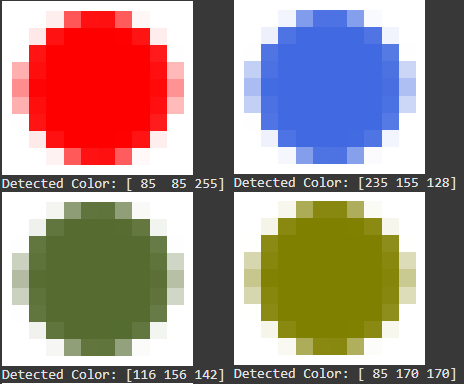 Detected Color: [ 85  85 255]
Detected Color: [235 155 128]
Detected Color: [116 156 142]
Detected Color: [ 85 170 170]